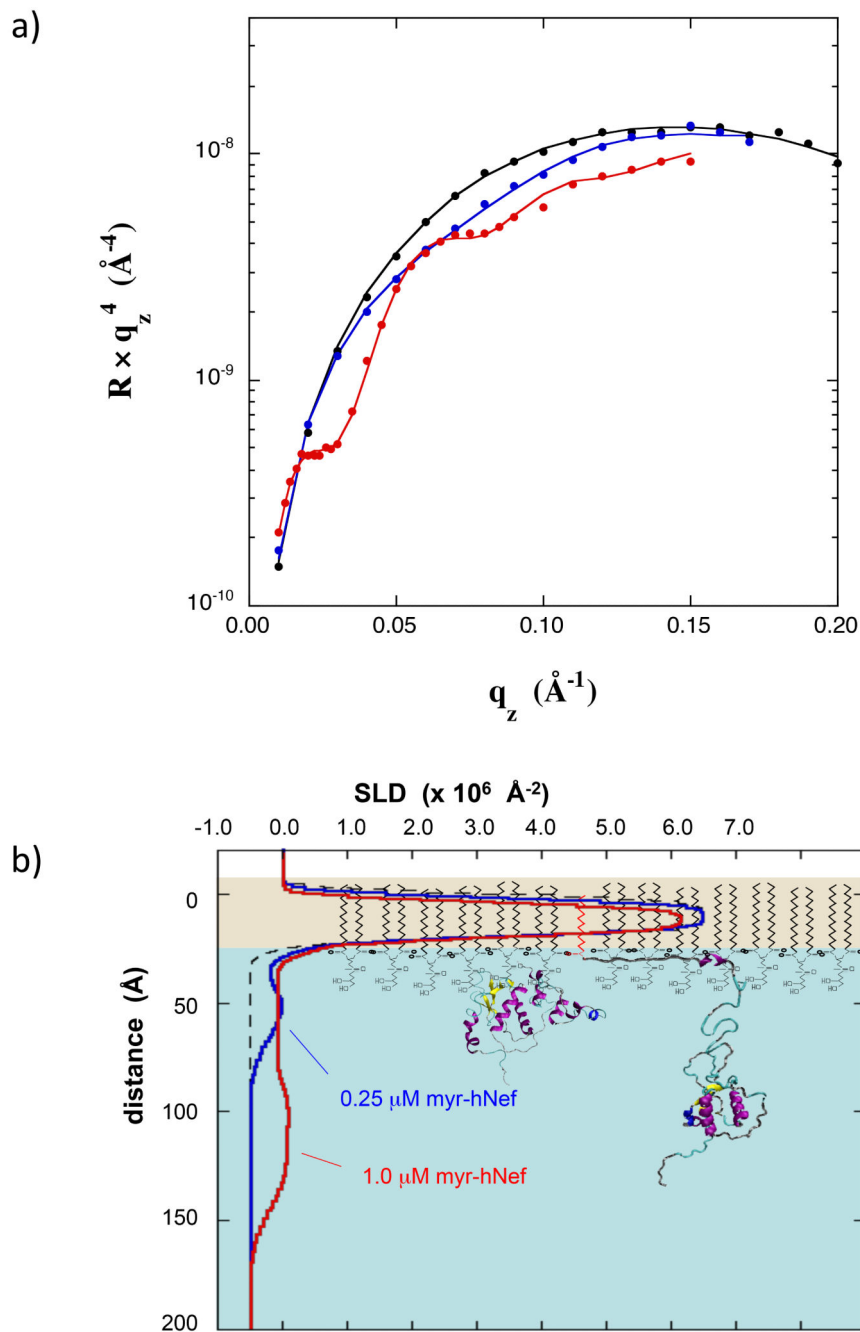 a)
R × q_z^4 (Å^-4)
10^-8
10^-9
10^-10
0.00 0.05 0.10 0.15 0.20
q_z (Å^-1)
b)
SLD (x 10^6 Å^-2)
-1.0 0.0 1.0 2.0 3.0 4.0 5.0 6.0 7.0
distance (Å)
0
50
100
150
200
0.25 μM myr-hNef
1.0 μM myr-hNef